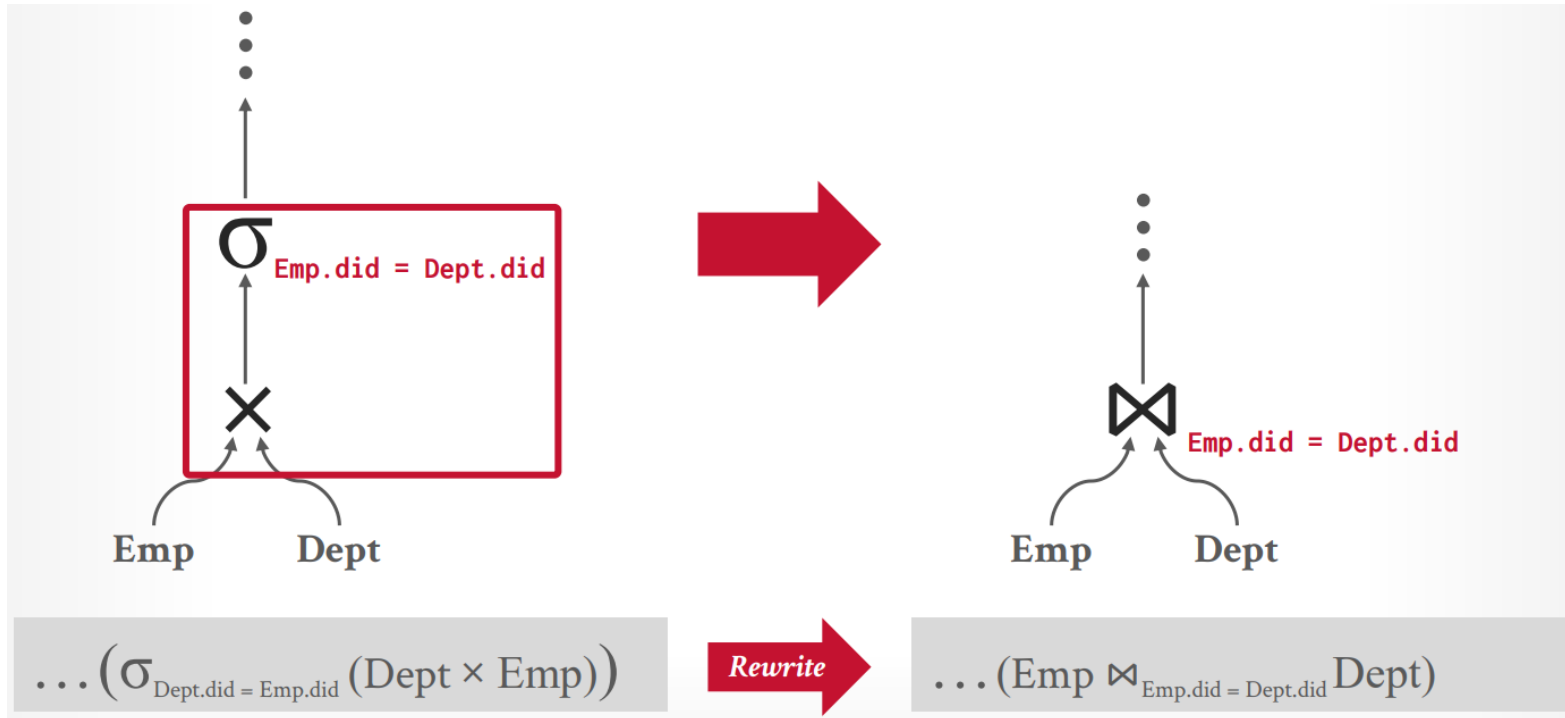 σ Emp.did = Dept.did
×
⋈ Emp.did = Dept.did
Emp Dept
Emp Dept
...(σ Dept.did = Emp.did (Dept × Emp))
Rewrite
...(Emp ⋈ Emp.did = Dept.did Dept)